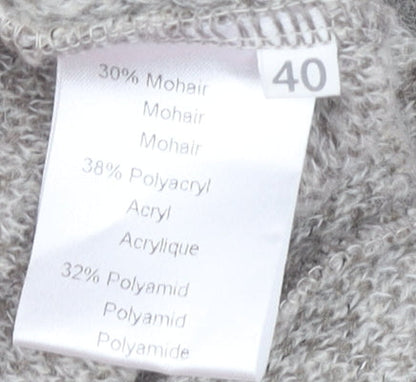 40
30% Mohair
Mohair
Mohair
38% Polyacryl
Acryl
Acrylique
32% Polyamid
Polyamid
Polyamide